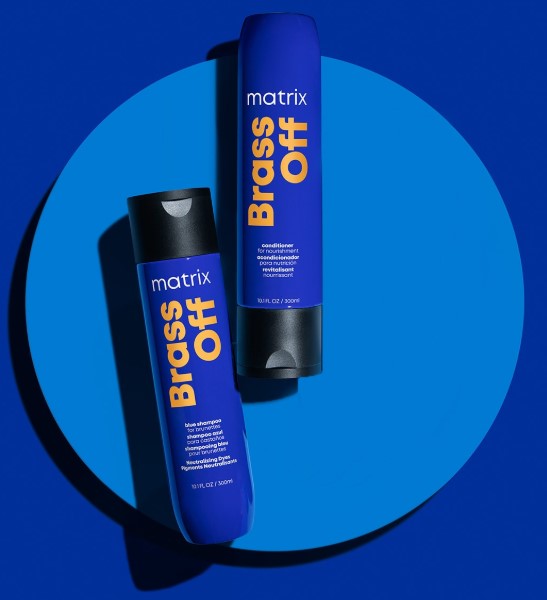 matrix
Brass
Off
conditioner
for nourishment
acondicionador
para nutrición
revitalisant
nourrissant
10.1 FL OZ / 300ml
matrix
Brass
Off
blue shampoo
for brunettes
shampoo azul
para castaños
shampooing bleu
pour brunettes
Neutralizing Dyes
Pigments Neutralisants
10.1 FL OZ / 300ml